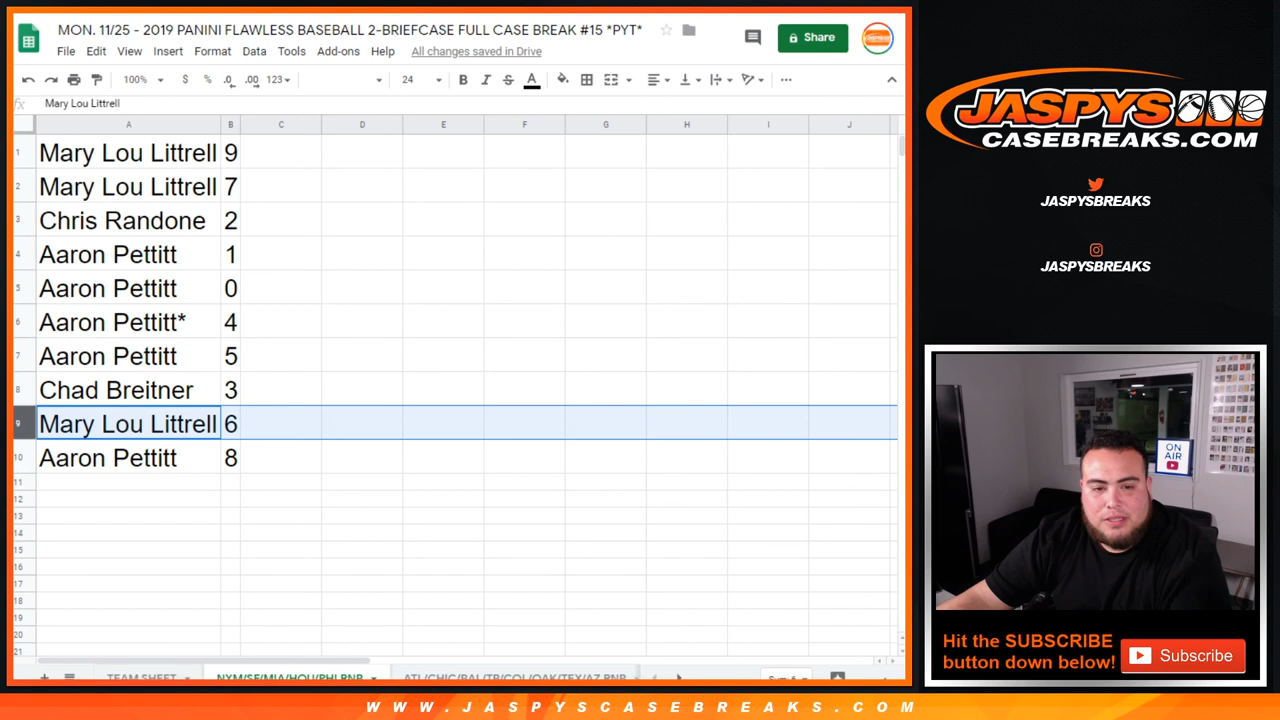 MON. 11/25 - 2019 PANINI FLAWLESS BASEBALL 2-BRIEFCASE FULL CASE BREAK #15 *PYT*
Share
File Edit View Insert Format Data Tools Add-ons Help All changes saved in Drive
100% $ % .0 .00 123 24 B I S A
fx Mary Lou Littrell
A B C D E F G H I J
1 Mary Lou Littrell 9
2 Mary Lou Littrell 7
3 Chris Randone 2
4 Aaron Pettitt 1
5 Aaron Pettitt 0
6 Aaron Pettitt* 4
7 Aaron Pettitt 5
8 Chad Breitner 3
9 Mary Lou Littrell 6
10 Aaron Pettitt 8
11
12
13
14
15
16
17
18
19
20
21
TEAM SHEET NYM/SF/MIA/HOU/PHI RNB ATL/CHIC/BAL/TB/COL/OAK/TEX/AZ RNB
JASPYS
CASEBREAKS.COM
JASPYSBREAKS
JASPYSBREAKS
ON
AIR
Hit the SUBSCRIBE
button down below!
Subscribe
WWW.JASPYSCASEBREAKS.COM